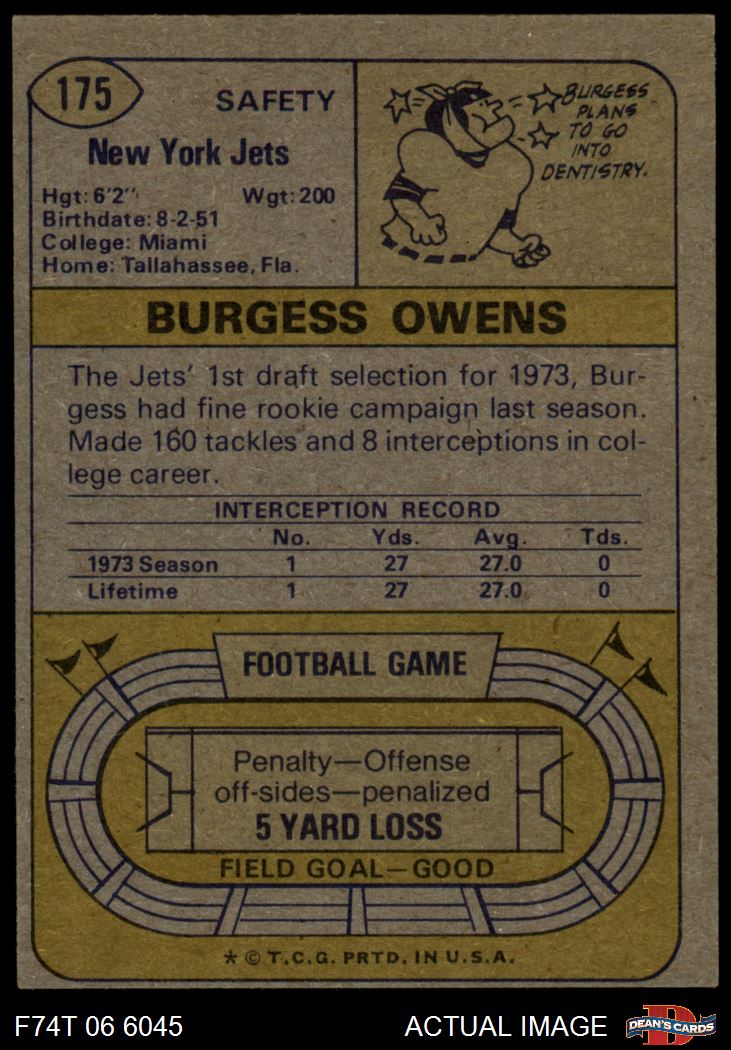 175
SAFETY
New York Jets
Hgt: 6'2" Wgt: 200
Birthdate: 8-2-51
College: Miami
Home: Tallahassee, Fla.
BURGESS
PLANS
TO GO
INTO
DENTISTRY.
BURGESS OWENS
The Jets' 1st draft selection for 1973, Bur-
gess had fine rookie campaign last season.
Made 160 tackles and 8 interceptions in col-
lege career.
INTERCEPTION RECORD
No. Yds. Avg. Tds.
1973 Season 1 27 27.0 0
Lifetime 1 27 27.0 0
FOOTBALL GAME
Penalty—Offense
off-sides—penalized
5 YARD LOSS
FIELD GOAL—GOOD
* © T.C.G. PRTD. IN U.S.A.
F74T 06 6045 ACTUAL IMAGE
D
DEAN'S CARDS